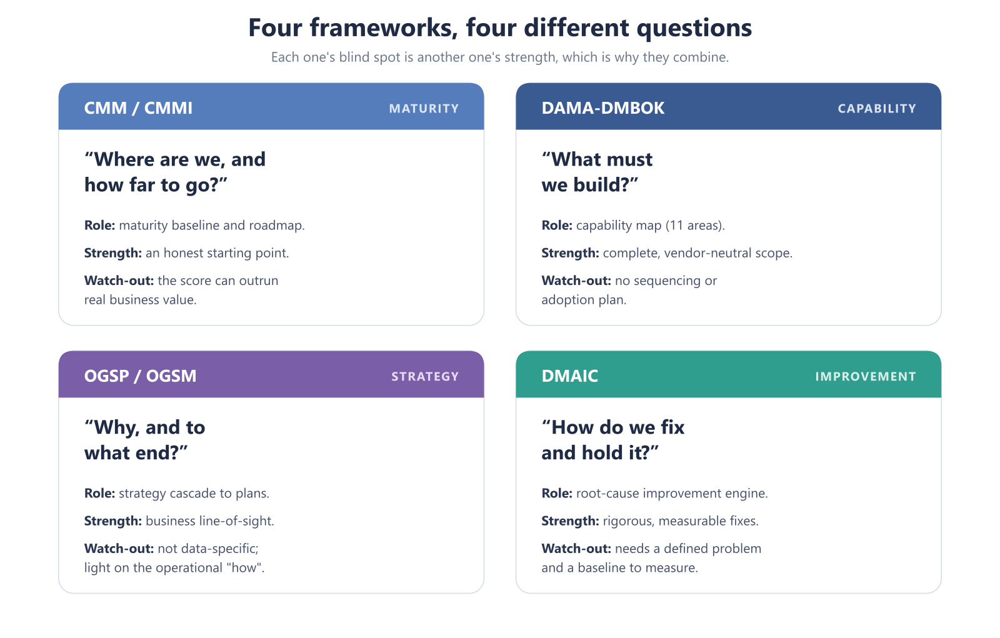 Four frameworks, four different questions
Each one's blind spot is another one's strength, which is why they combine.
CMM / CMMI
MATURITY
“Where are we, and
how far to go?”
Role: maturity baseline and roadmap.
Strength: an honest starting point.
Watch-out: the score can outrun
real business value.
DAMA-DMBOK
CAPABILITY
“What must
we build?”
Role: capability map (11 areas).
Strength: complete, vendor-neutral scope.
Watch-out: no sequencing or
adoption plan.
OGSP / OGSM
STRATEGY
“Why, and to
what end?”
Role: strategy cascade to plans.
Strength: business line-of-sight.
Watch-out: not data-specific;
light on the operational "how".
DMAIC
IMPROVEMENT
“How do we fix
and hold it?”
Role: root-cause improvement engine.
Strength: rigorous, measurable fixes.
Watch-out: needs a defined problem
and a baseline to measure.